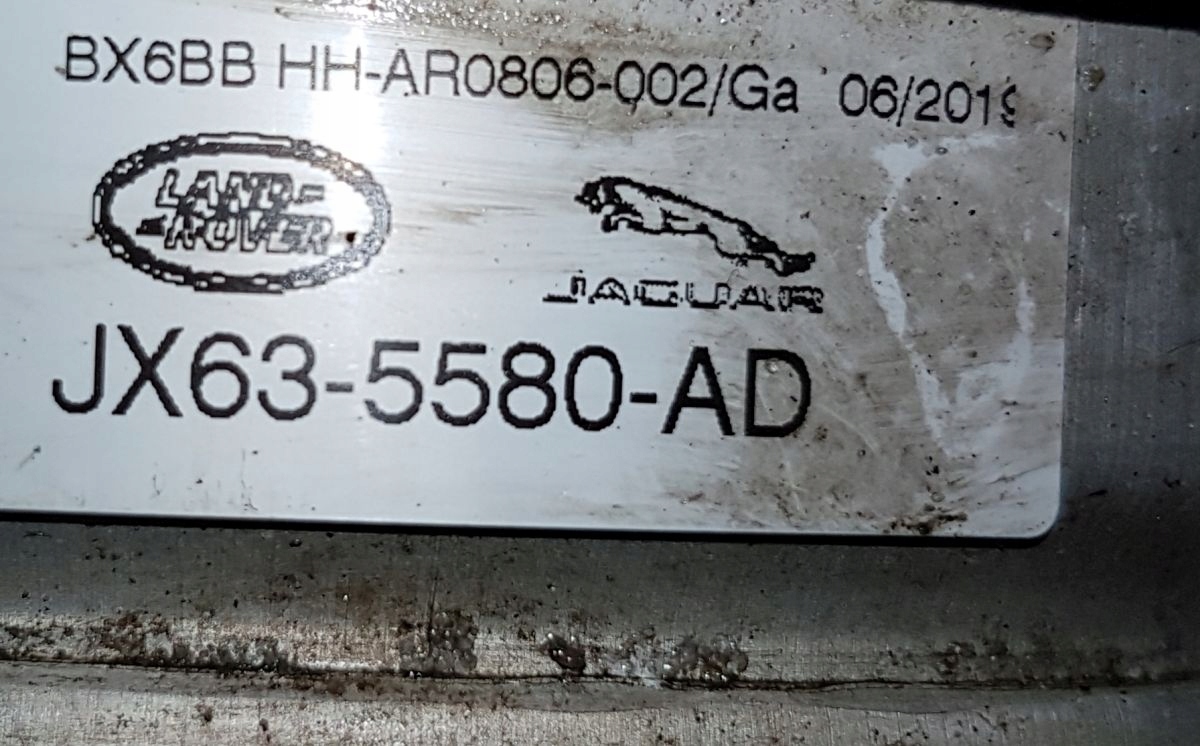 BX6BB HH-AR0806-002/Ga 06/2019
LAND-
ROVER
JAGUAR
JX63-5580-AD